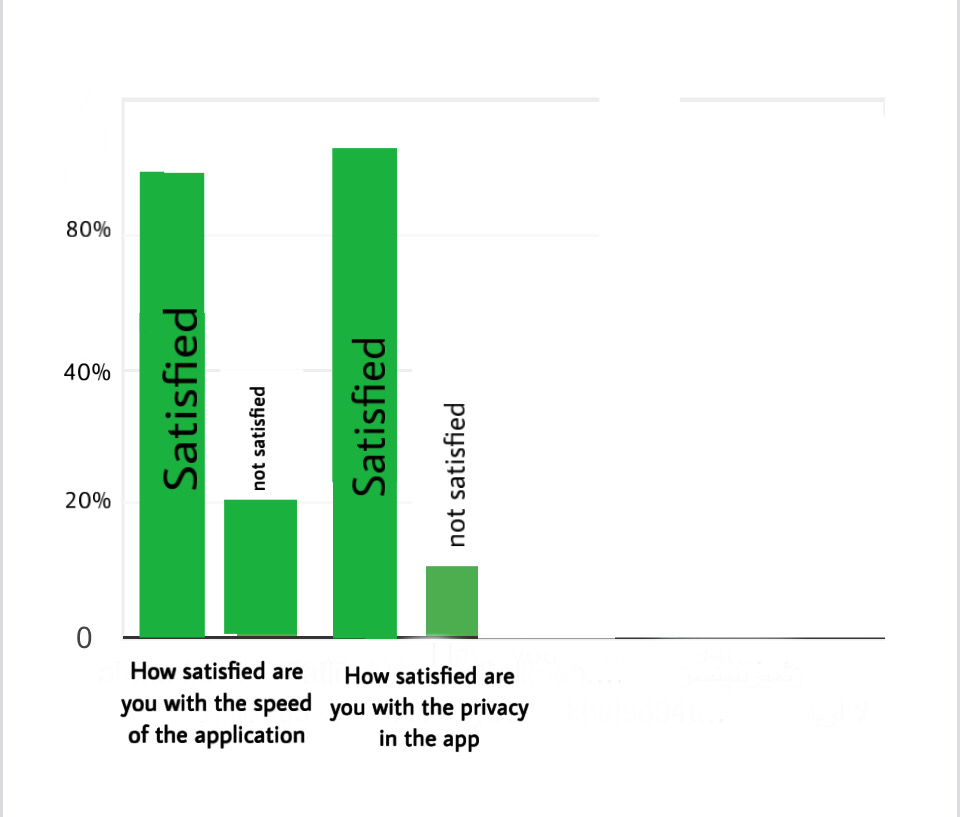 80%
40%
20%
0
Satisfied
not satisfied
Satisfied
not satisfied
How satisfied are
you with the speed
of the application
How satisfied are
you with the privacy
in the app